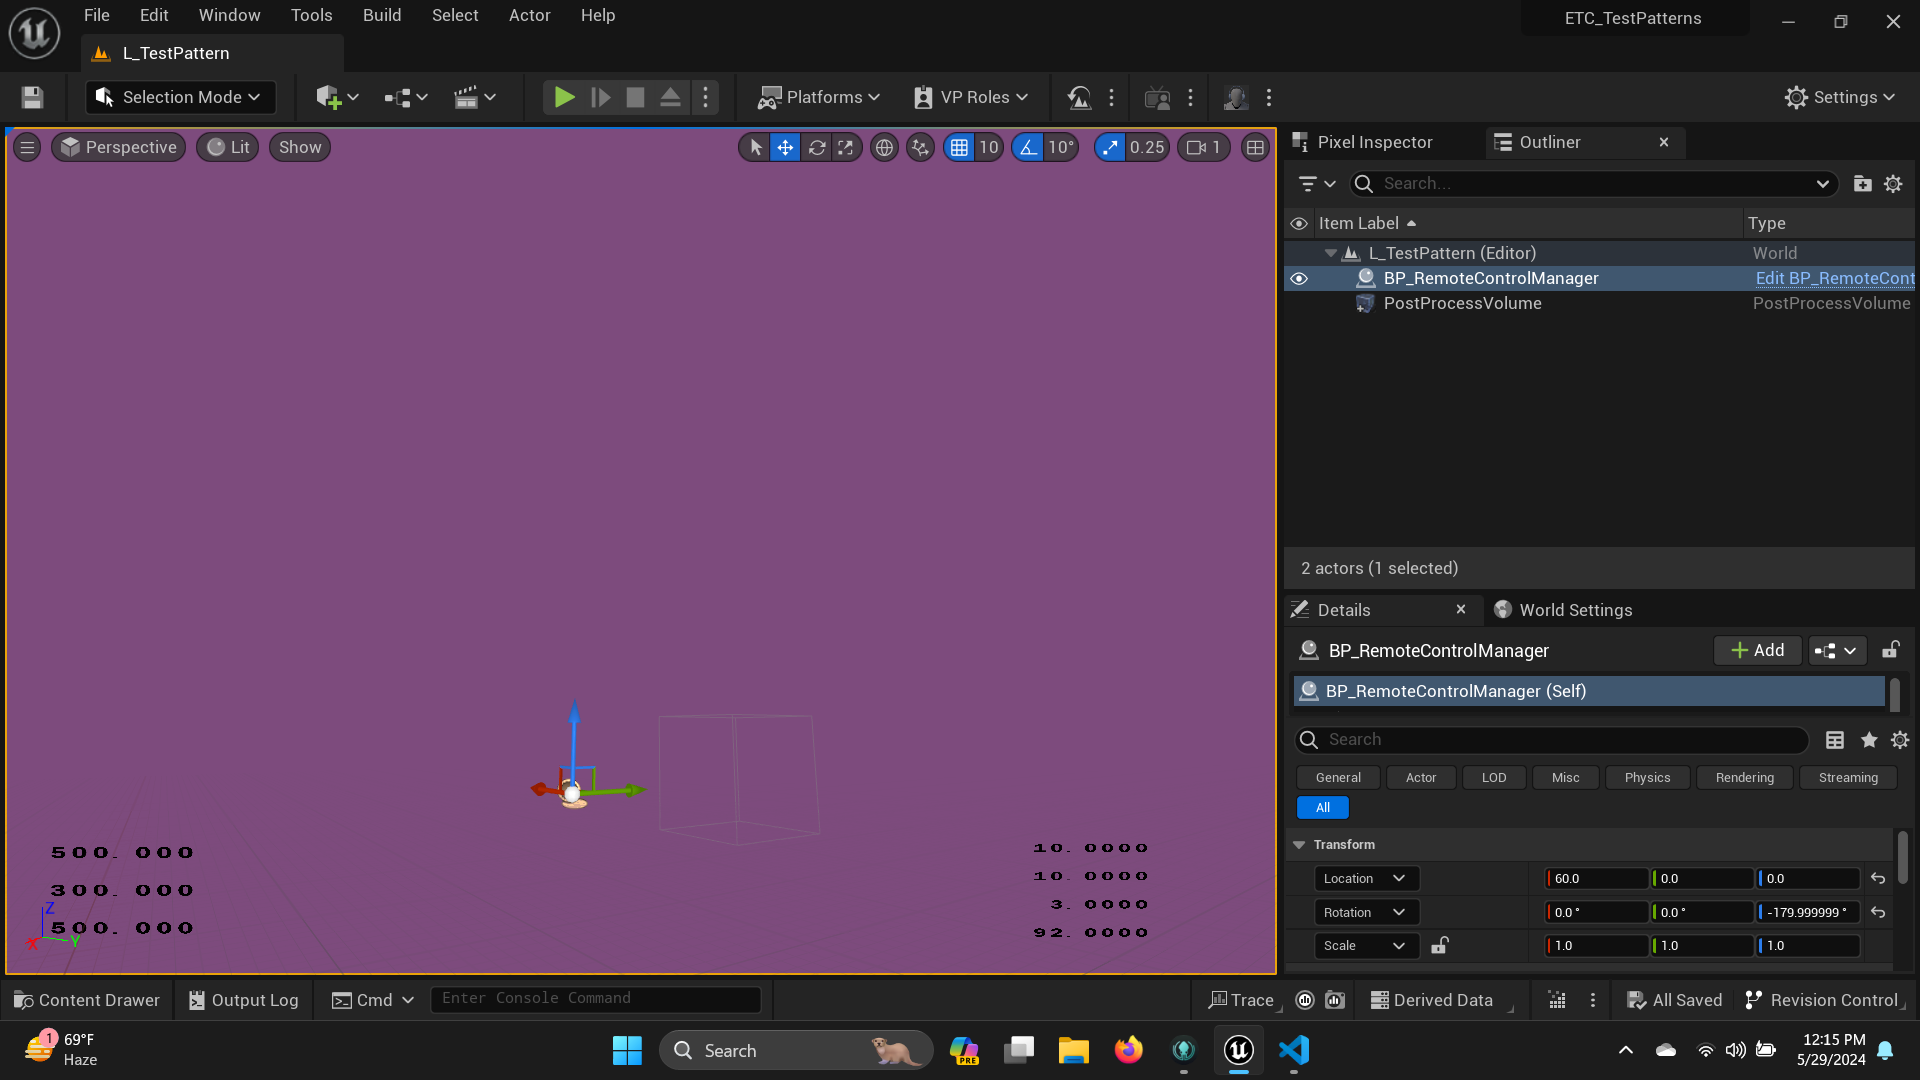 File Edit Window Tools Build Select Actor Help
ETC_TestPatterns
L_TestPattern
Selection Mode
Platforms
VP Roles
Settings
Perspective
Lit
Show
10
10°
0.25
1
Pixel Inspector
Outliner
Search...
Item Label
Type
L_TestPattern (Editor)
World
BP_RemoteControlManager
Edit BP_RemoteCont
PostProcessVolume
PostProcessVolume
2 actors (1 selected)
Details
World Settings
BP_RemoteControlManager
Add
BP_RemoteControlManager (Self)
Search
General
Actor
LOD
Misc
Physics
Rendering
Streaming
All
Transform
Location
60.0
0.0
0.0
Rotation
0.0 °
0.0 °
-179.999999 °
Scale
1.0
1.0
1.0
500. 000
300. 000
500. 000
Z
X
Y
10. 0000
10. 0000
3. 0000
92. 0000
Content Drawer
Output Log
Cmd
Enter Console Command
Trace
Derived Data
All Saved
Revision Control
1
69°F
Haze
Search
PRE
12:15 PM
5/29/2024